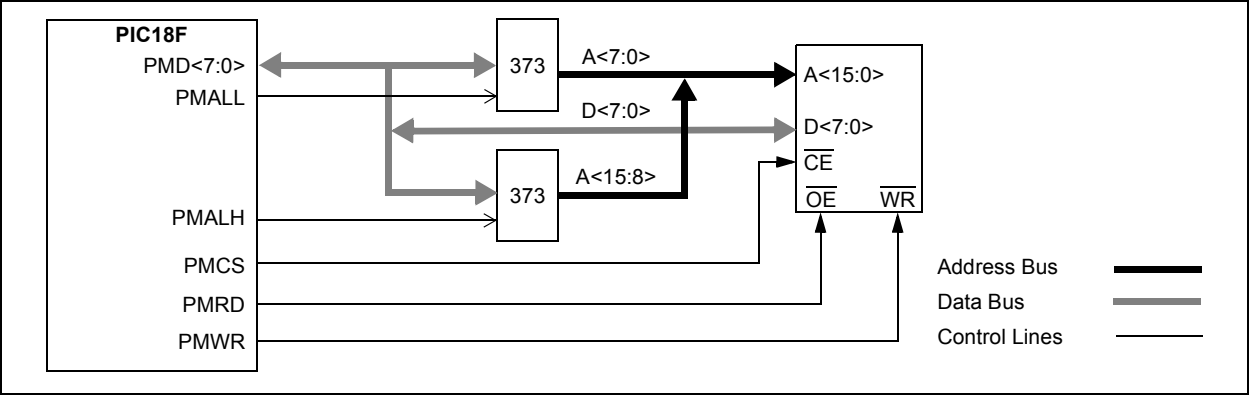 PIC18F
PMD<7:0>
PMALL
PMALH
PMCS
PMRD
PMWR
373
373
A<7:0>
D<7:0>
A<15:8>
A<15:0>
D<7:0>
CE
OE WR
Address Bus
Data Bus
Control Lines